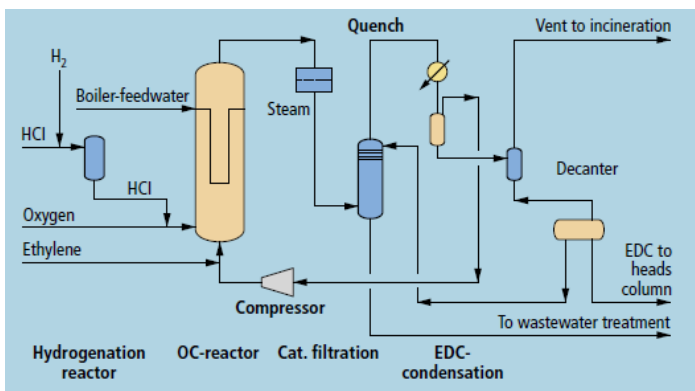 Quench
Vent to incineration
H2
Boiler-feedwater
Steam
HCl
Decanter
HCl
Oxygen
Ethylene
EDC to
heads
column
Compressor
To wastewater treatment
Hydrogenation
reactor
OC-reactor
Cat. filtration
EDC-
condensation